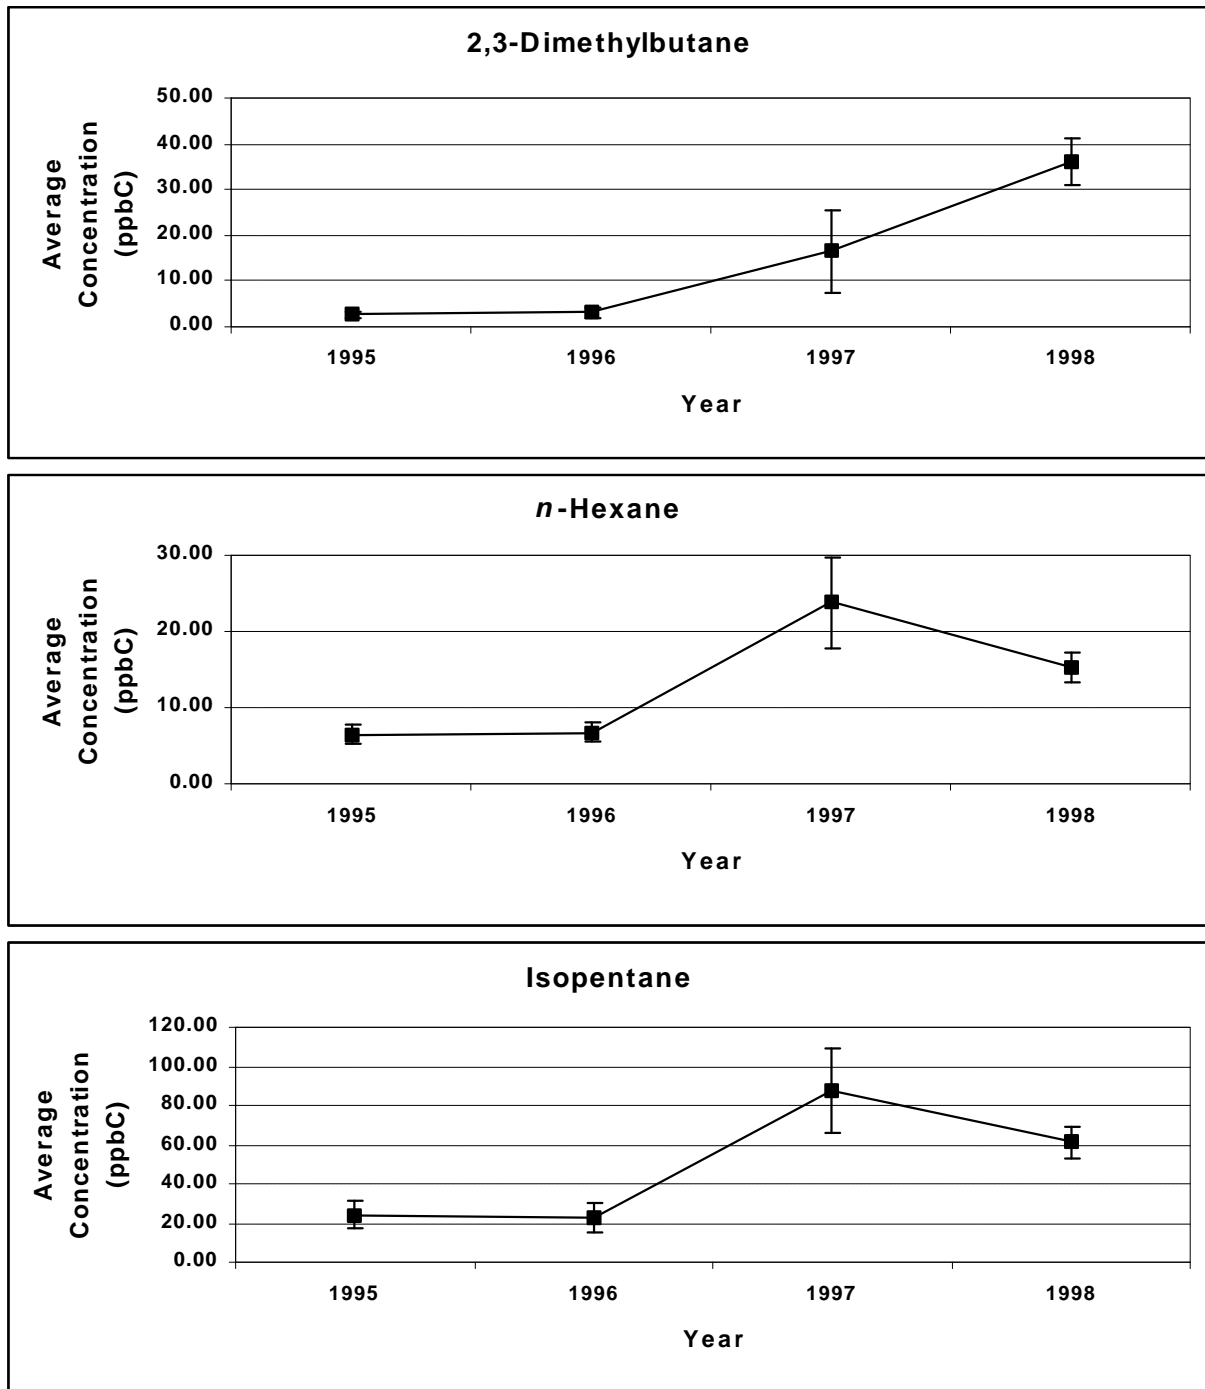 2,3-Dimethylbutane
Average
Concentration
(ppbC)
50.00
40.00
30.00
20.00
10.00
0.00
1995 1996 1997 1998
Year
n-Hexane
Average
Concentration
(ppbC)
30.00
20.00
10.00
0.00
1995 1996 1997 1998
Year
Isopentane
Average
Concentration
(ppbC)
120.00
100.00
80.00
60.00
40.00
20.00
0.00
1995 1996 1997 1998
Year